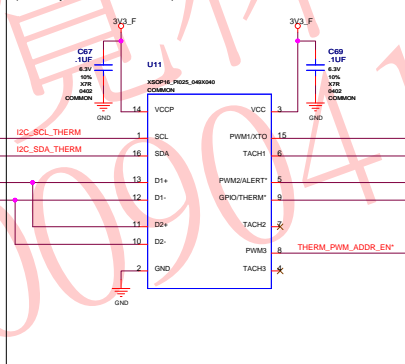 3V3_F
3V3_F
C67
.1UF
6.3V
10%
X7R
0402
COMMON
GND
U11
XSOP16_PI025_049X040
COMMON
C69
.1UF
6.3V
10%
X7R
0402
COMMON
GND
14 VCCP VCC 3
I2C_SCL_THERM 1 SCL PWM1/XTO 15
I2C_SDA_THERM 16 SDA TACH1 6
13 D1+ PWM2/ALERT* 5
12 D1- GPIO/THERM* 9
11 D2+ TACH2 7
10 D2- PWM3 8 THERM_PWM_ADDR_EN*
2 GND TACH3 4
GND
009041